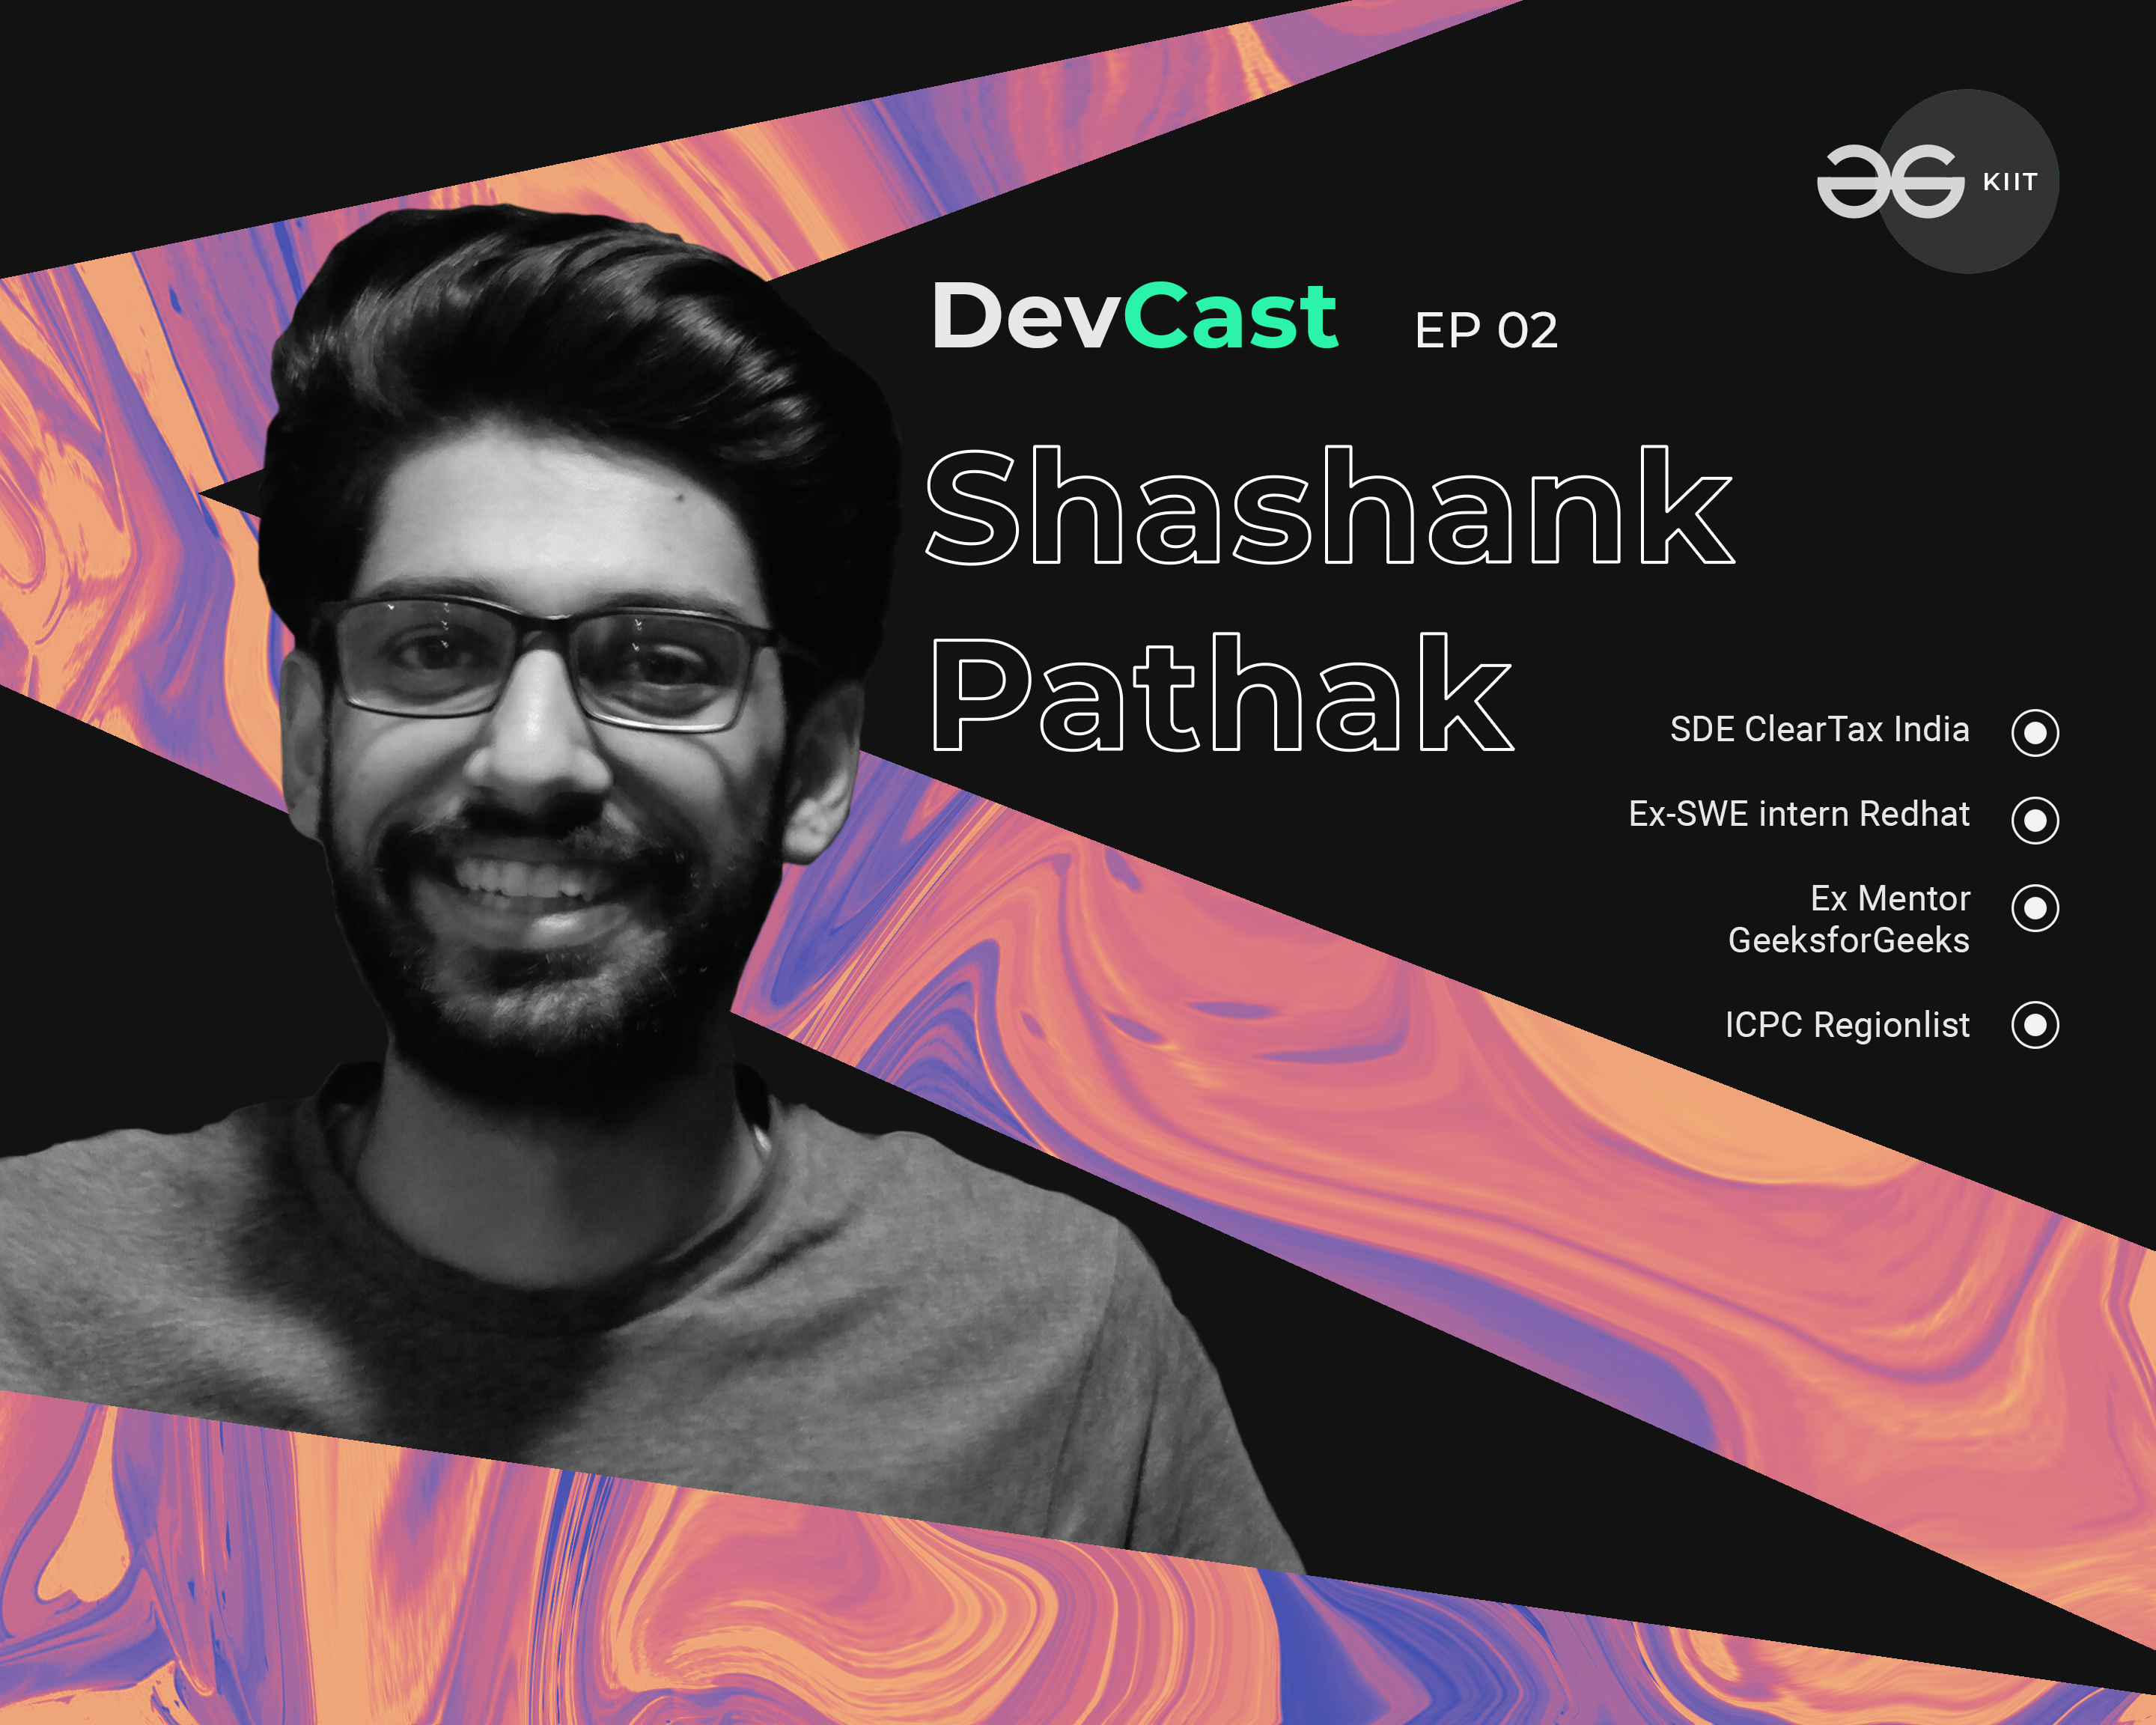 KIIT
DevCast EP 02
Shashank
Pathak
SDE ClearTax India
Ex-SWE intern Redhat
Ex Mentor
GeeksforGeeks
ICPC Regionlist